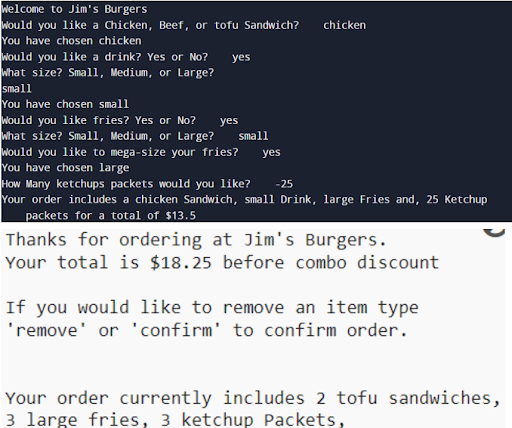 Welcome to Jim's Burgers
Would you like a Chicken, Beef, or tofu Sandwich?    chicken
You have chosen chicken
Would you like a drink? Yes or No?    yes
What size? Small, Medium, or Large?
small
You have chosen small
Would you like fries? Yes or No?    yes
What size? Small, Medium, or Large?    small
Would you like to mega-size your fries?    yes
You have chosen large
How Many ketchups packets would you like?    -25
Your order includes a chicken Sandwich, small Drink, large Fries and, 25 Ketchup
packets for a total of $13.5
Thanks for ordering at Jim's Burgers.
Your total is $18.25 before combo discount
If you would like to remove an item type
'remove' or 'confirm' to confirm order.
Your order currently includes 2 tofu sandwiches,
3 large fries, 3 ketchup Packets,